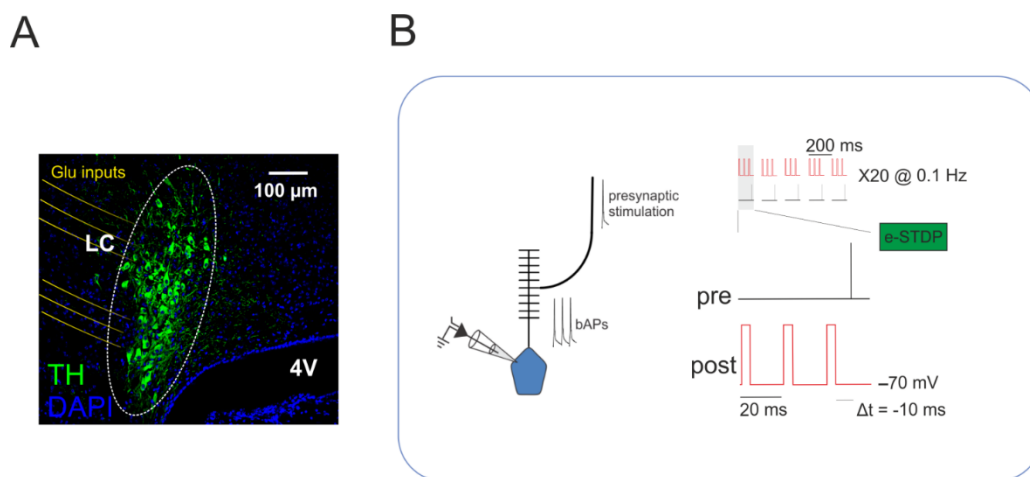 A
B
Glu inputs
100 µm
LC
4V
TH
DAPI
presynaptic
stimulation
bAPs
200 ms
X20 @ 0.1 Hz
e-STDP
pre
post
–70 mV
20 ms
Δt = -10 ms